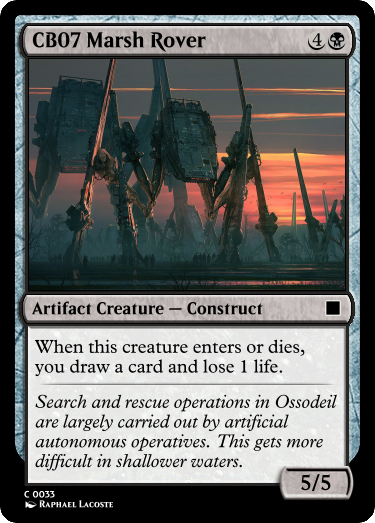 CB07 Marsh Rover 4
Artifact Creature — Construct
When this creature enters or dies,
you draw a card and lose 1 life.
Search and rescue operations in Ossodeil
are largely carried out by artificial
autonomous operatives. This gets more
difficult in shallower waters.
5/5
C 0033
Raphael Lacoste